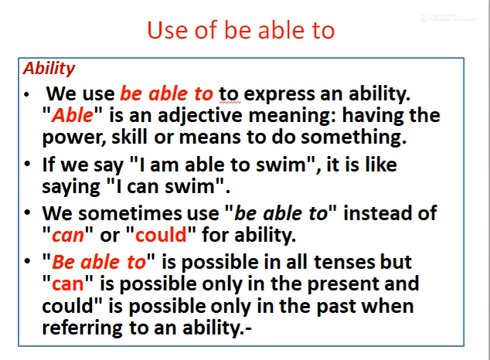 Use of be able to
Ability
• We use be able to to express an ability.
"Able" is an adjective meaning: having the
power, skill or means to do something.
• If we say "I am able to swim", it is like
saying "I can swim".
• We sometimes use "be able to" instead of
"can" or "could" for ability.
• "Be able to" is possible in all tenses but
"can" is possible only in the present and
could" is possible only in the past when
referring to an ability.-